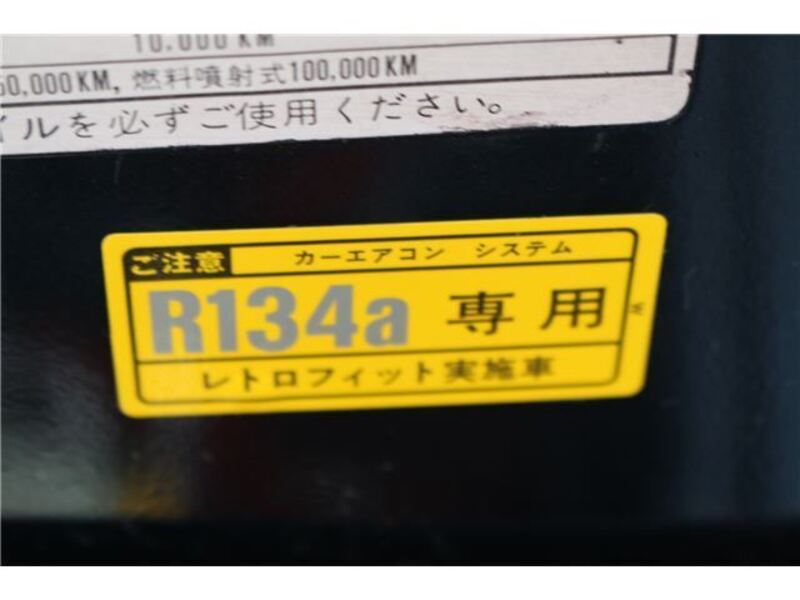 10,000 KM
50,000KM, 燃料噴射式100,000KM
イルを必ずご使用ください。
ご注意 カーエアコン システム
R134a 専用
レトロフィット実施車